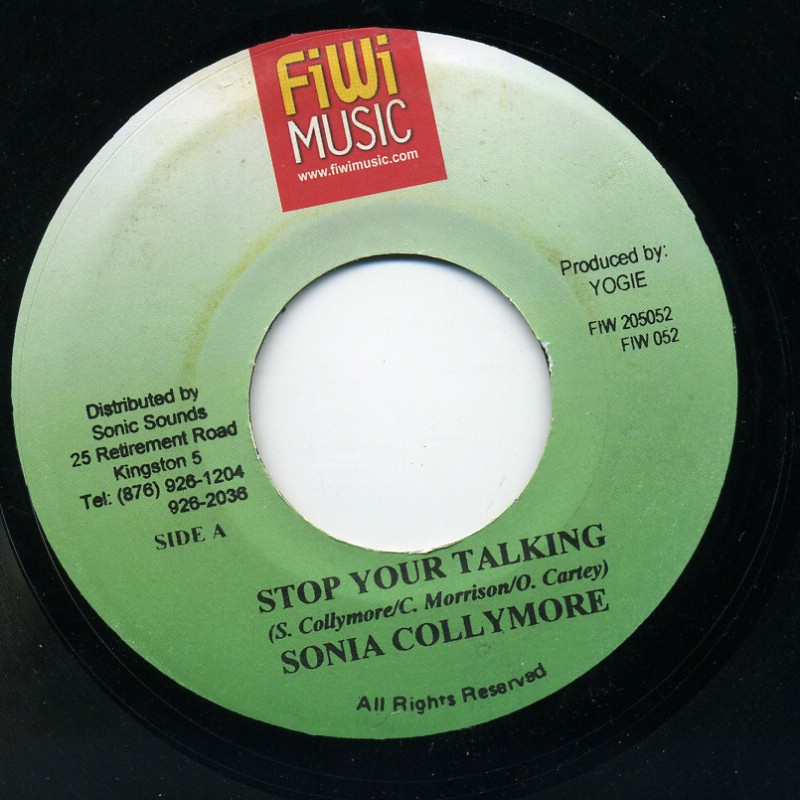 FiWi
MUSIC
www.fiwimusic.com
Produced by:
YOGIE
FIW 205052
FIW 052
Distributed by
Sonic Sounds
25 Retirement Road
Kingston 5
Tel: (876) 926-1204
926-2036
SIDE A
STOP YOUR TALKING
(S. Collymore/C. Morrison/O. Cartey)
SONIA COLLYMORE
All Rights Reserved